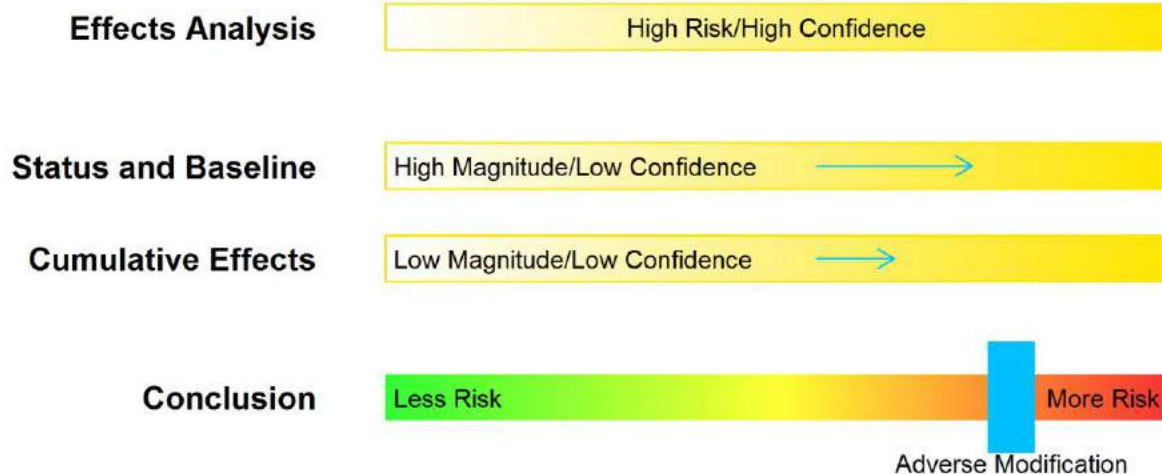 Effects Analysis
High Risk/High Confidence
Status and Baseline
High Magnitude/Low Confidence
Cumulative Effects
Low Magnitude/Low Confidence
Conclusion
Less Risk
More Risk
Adverse Modification